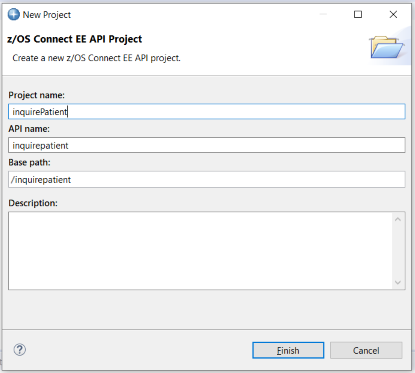 New Project
z/OS Connect EE API Project
Create a new z/OS Connect EE API project.
Project name:
inquirePatient
API name:
inquirepatient
Base path:
/inquirepatient
Description:
?
Finish
Cancel